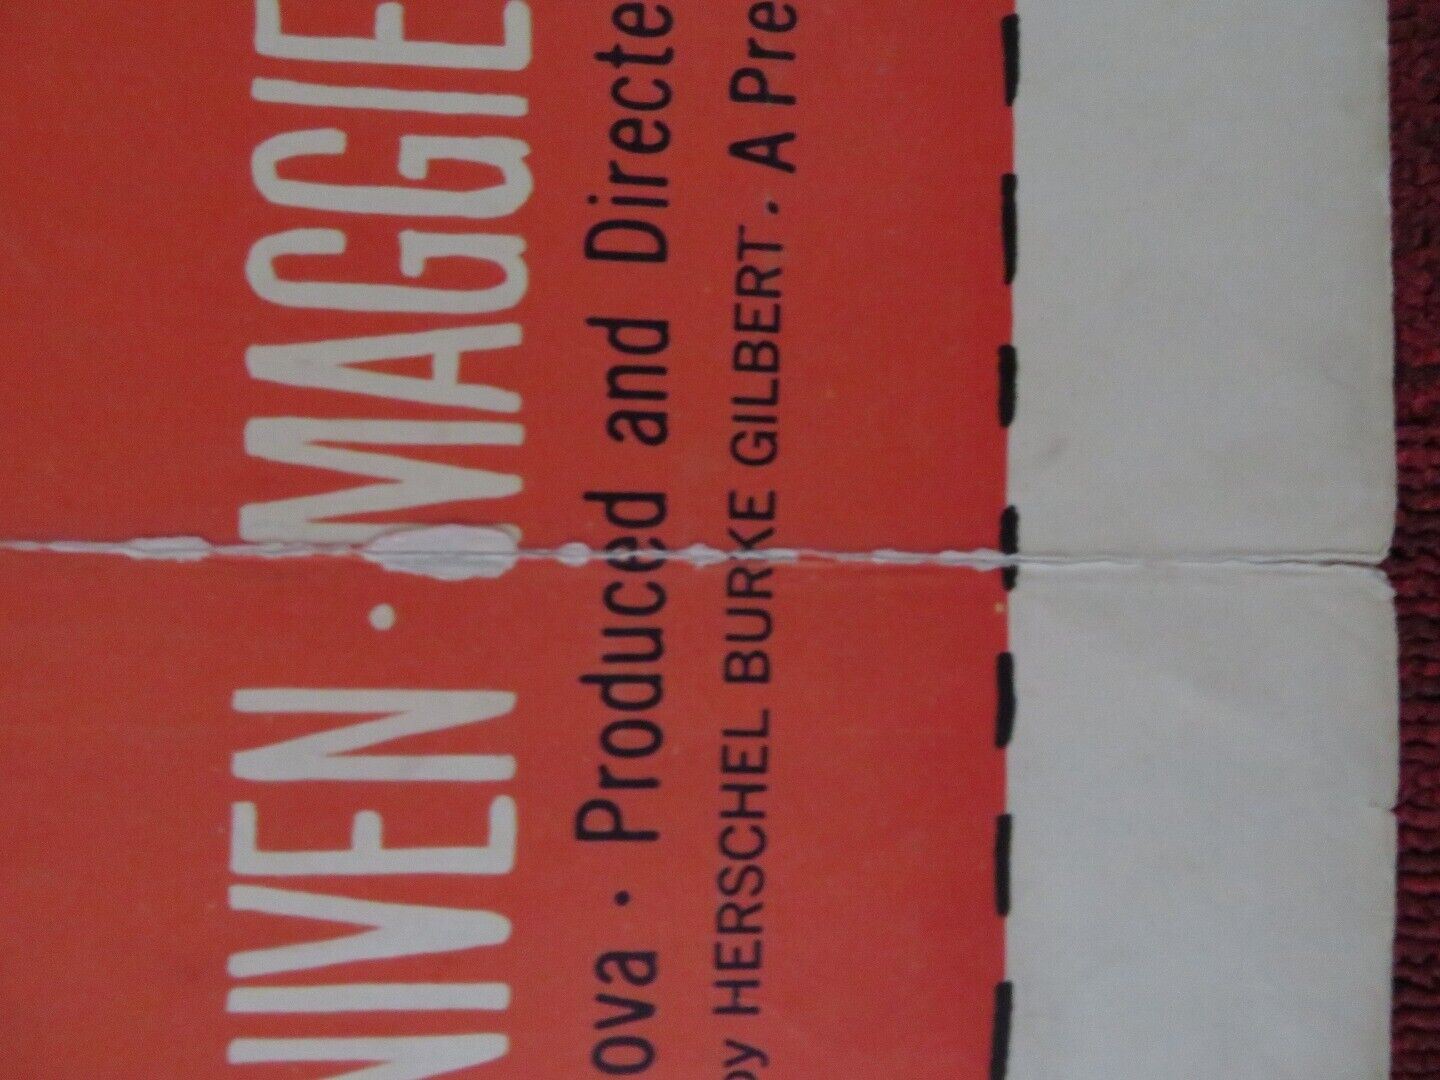 NIVEN · MAGGIE
ova · Produced and Directe
by HERSCHEL BURKE GILBERT. A Pre